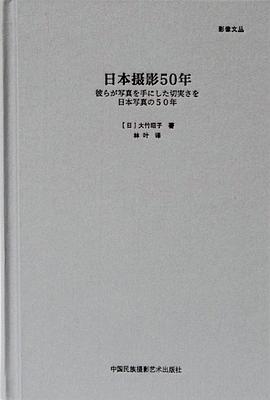 影像文丛
日本摄影50年
彼らが写真を手にした切実さを
日本写真の５０年
［日］大竹昭子 著
林叶 译
中国民族摄影艺术出版社